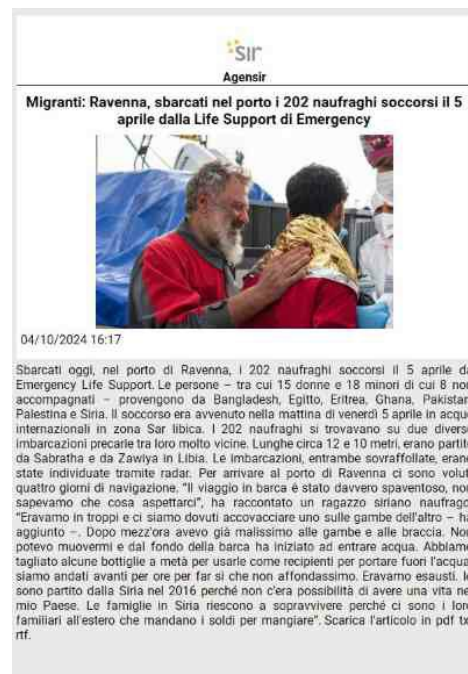 sir
Agensir
Migranti: Ravenna, sbarcati nel porto i 202 naufraghi soccorsi il 5
aprile dalla Life Support di Emergency
04/10/2024 16:17
Sbarcati oggi, nel porto di Ravenna, i 202 naufraghi soccorsi il 5 aprile da
Emergency Life Support. Le persone – tra cui 15 donne e 18 minori di cui 8 non
accompagnati – provengono da Bangladesh, Egitto, Eritrea, Ghana, Pakistan
Palestina e Siria. Il soccorso era avvenuto nella mattina di venerdì 5 aprile in acque
internazionali in zona Sar libica. I 202 naufraghi si trovavano su due diverse
imbarcazioni precarie tra loro molto vicine. Lunghe circa 12 e 10 metri, erano partite
da Sabratha e da Zawiya in Libia. Le imbarcazioni, entrambe sovraffollate, erano
state individuate tramite radar. Per arrivare al porto di Ravenna ci sono voluti
quattro giorni di navigazione. "Il viaggio in barca è stato davvero spaventoso, non
sapevamo che cosa aspettarci", ha raccontato un ragazzo siriano naufrago
"Eravamo in troppi e ci siamo dovuti accovacciare uno sulle gambe dell'altro – ha
aggiunto –. Dopo mezz'ora avevo già malissimo alle gambe e alle braccia. Non
potevo muovermi e dal fondo della barca ha iniziato ad entrare acqua. Abbiamo
tagliato alcune bottiglie a metà per usarle come recipienti per portare fuori l'acqua
siamo andati avanti per ore per far sì che non affondassimo. Eravamo esausti. Io
sono partito dalla Siria nel 2016 perché non c'era possibilità di avere una vita nel
mio Paese. Le famiglie in Siria riescono a sopravvivere perché ci sono i loro
familiari all'estero che mandano i soldi per mangiare". Scarica l'articolo in pdf txt
rtf.